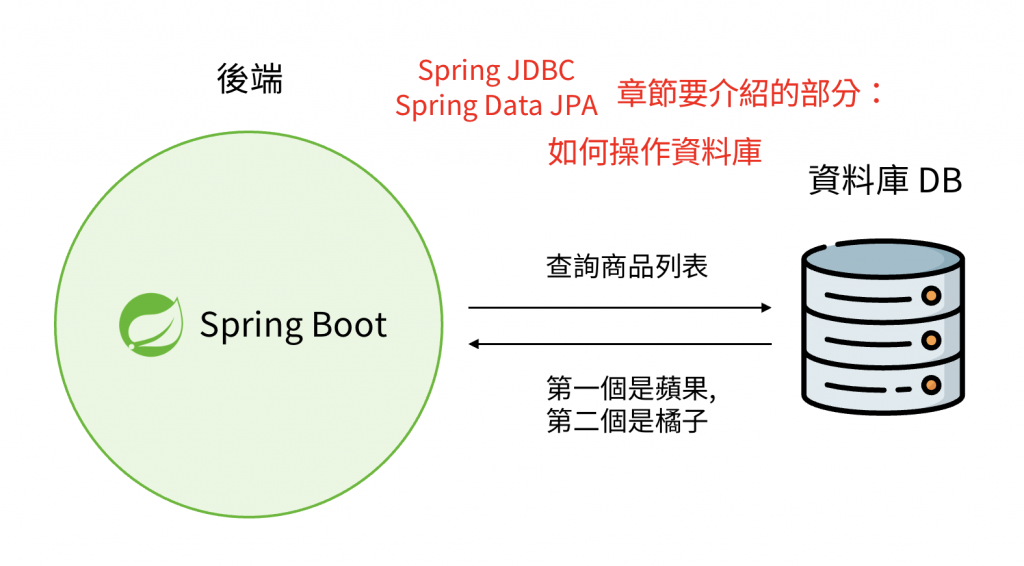 後端
Spring JDBC
Spring Data JPA
章節要介紹的部分：
如何操作資料庫
資料庫 DB
查詢商品列表
Spring Boot
第一個是蘋果,
第二個是橘子